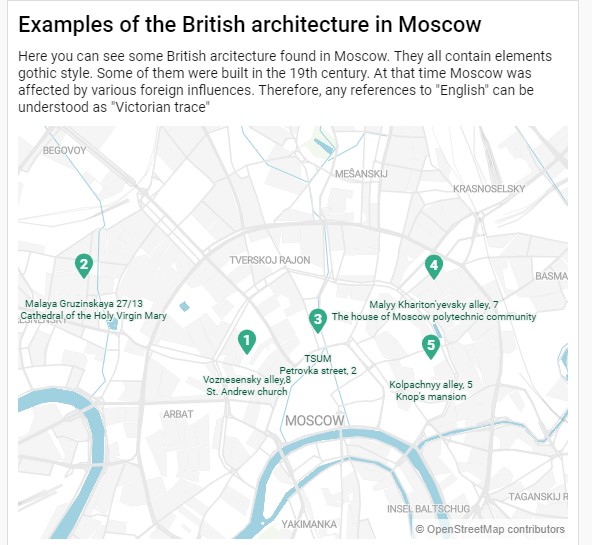 Examples of the British architecture in Moscow
Here you can see some British arcitecture found in Moscow. They all contain elements
gothic style. Some of them were built in the 19th century. At that time Moscow was
affected by various foreign influences. Therefore, any references to "English" can be
understood as "Victorian trace"
BEGOVOY
MEŠANSKIJ
KRASNOSELSKY
2
TVERSKOJ RAJON
4
BASMA
Malaya Gruzinskaya 27/13
Cathedral of the Holy Virgin Mary
3
Malyy Khariton'yevsky alley, 7
The house of Moscow polytechnic community
1
5
TSUM
Petrovka street, 2
Voznesensky alley,8
St. Andrew church
Kolpachnyy alley, 5
Knop's mansion
ARBAT
MOSCOW
TAGANSKIJ R
INSEL BALTSCHUG
YAKIMANKA
© OpenStreetMap contributors